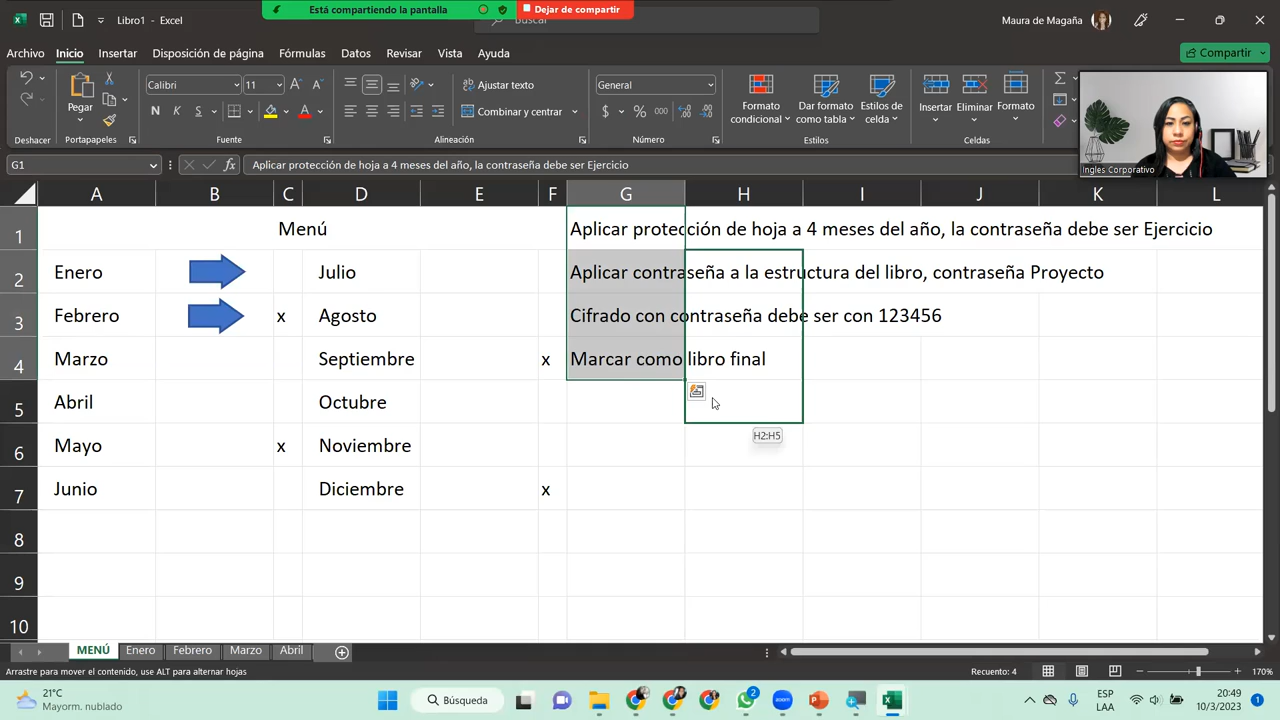 Libro1 - Excel
Está compartiendo la pantalla
Dejar de compartir
Buscar
Maura de Magaña
Archivo Inicio Insertar Disposición de página Fórmulas Datos Revisar Vista Ayuda
Compartir
Pegar
Calibri 11
N K S
Ajustar texto
Combinar y centrar
General
$ % 000
Formato condicional
Dar formato como tabla
Estilos de celda
Insertar
Eliminar
Formato
Deshacer Portapapeles Fuente Alineación Número Estilos Celdas
Ingles Corporativo
G1 fx Aplicar protección de hoja a 4 meses del año, la contraseña debe ser Ejercicio
A B C D E F G H I J K L
1 Menú Aplicar protección de hoja a 4 meses del año, la contraseña debe ser Ejercicio
2 Enero Julio Aplicar contraseña a la estructura del libro, contraseña Proyecto
3 Febrero x Agosto Cifrado con contraseña debe ser con 123456
4 Marzo Septiembre x Marcar como libro final
5 Abril Octubre
H2:H5
6 Mayo x Noviembre
7 Junio Diciembre x
8
9
10
MENÚ Enero Febrero Marzo Abril
Arrastre para mover el contenido, use ALT para alternar hojas
Recuento: 4
170%
21°C
Mayorm. nublado
Búsqueda
2
zoom
ESP
LAA
20:49
10/3/2023
1